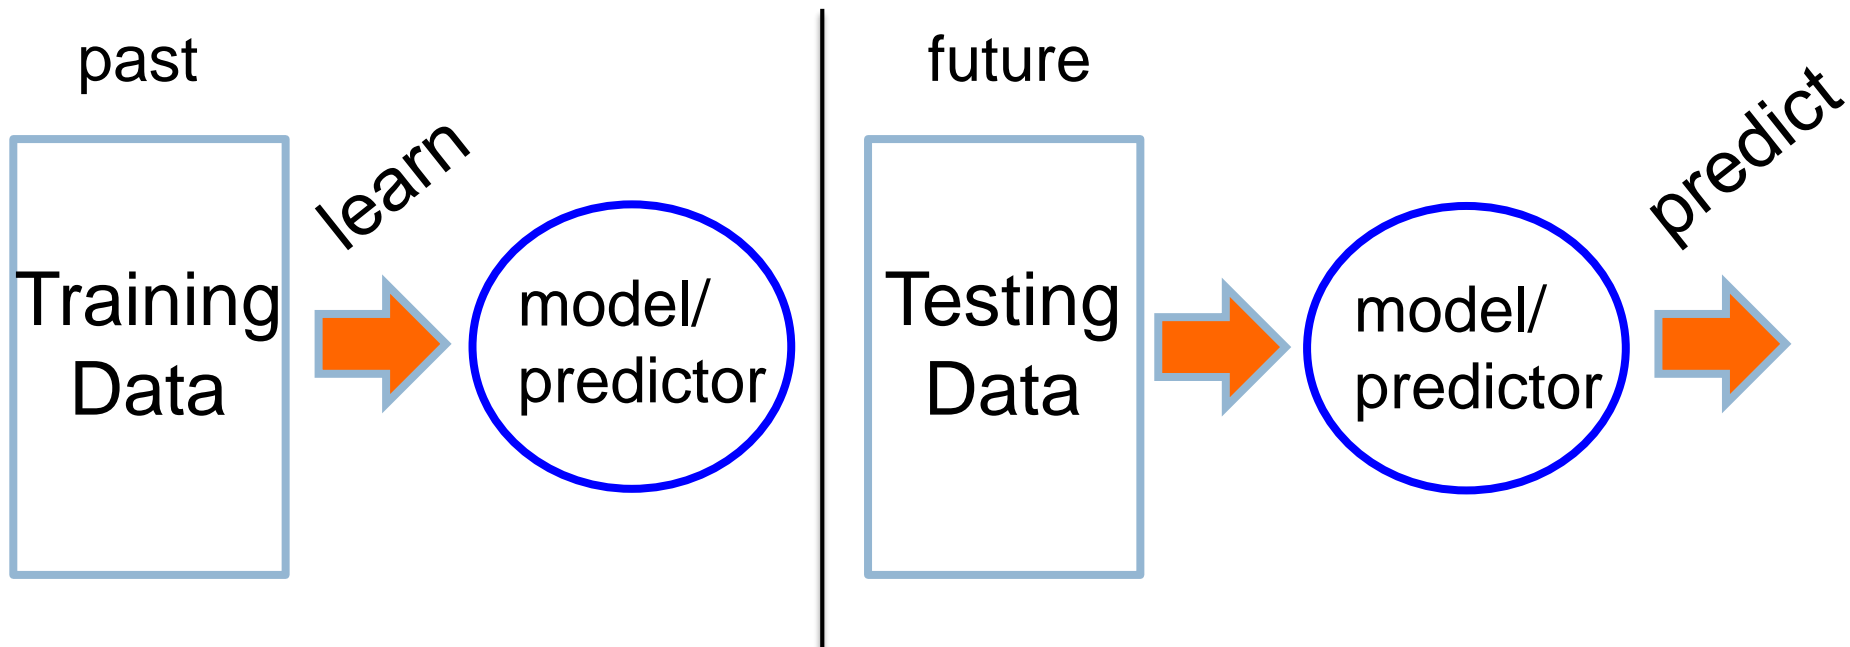 past
learn
Training
Data
model/
predictor
future
predict
Testing
Data
model/
predictor